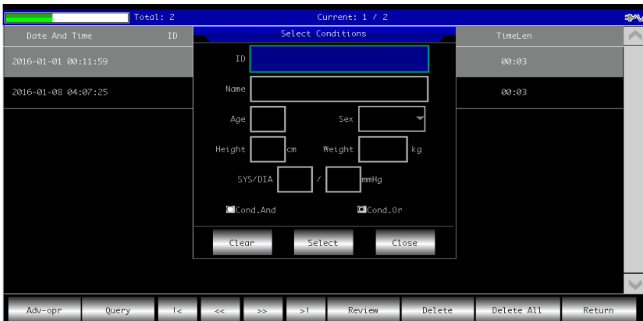 Total: 2 Current: 1 / 2
Date And Time ID TimeLen
Select Conditions
2016-01-01 00:11:59 00:03
2016-01-08 04:07:25 00:03
ID
Name
Age Sex
Height cm Weight kg
SYS/DIA / mmHg
Cond.And Cond.Or
Clear Select Close
Adv-opr Query !< << >> >! Review Delete Delete All Return